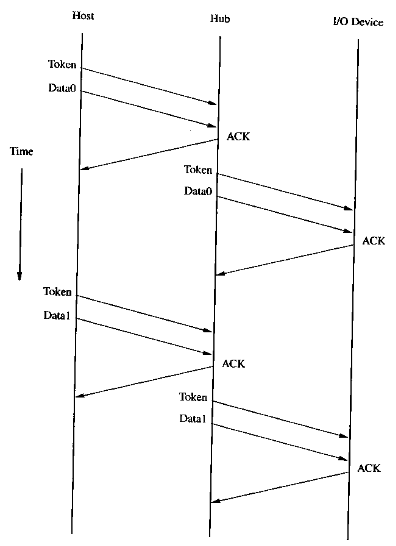 Host Hub I/O Device
Token
Data0
ACK
Time
Token
Data0
ACK
Token
Data1
ACK
Token
Data1
ACK